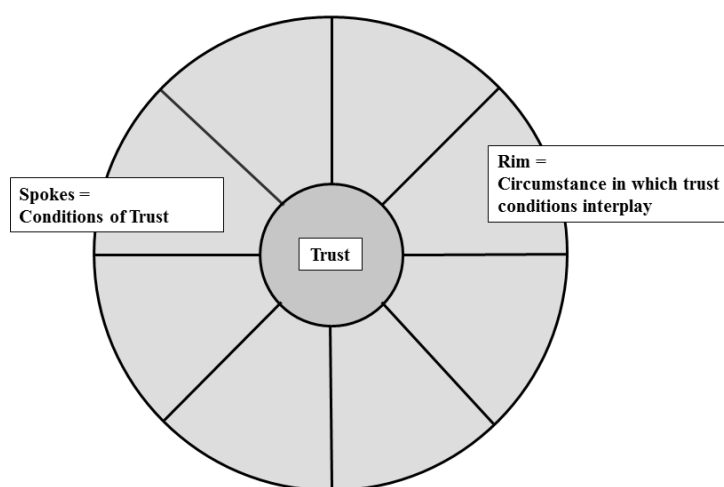 Spokes =
Conditions of Trust
Trust
Rim =
Circumstance in which trust
conditions interplay